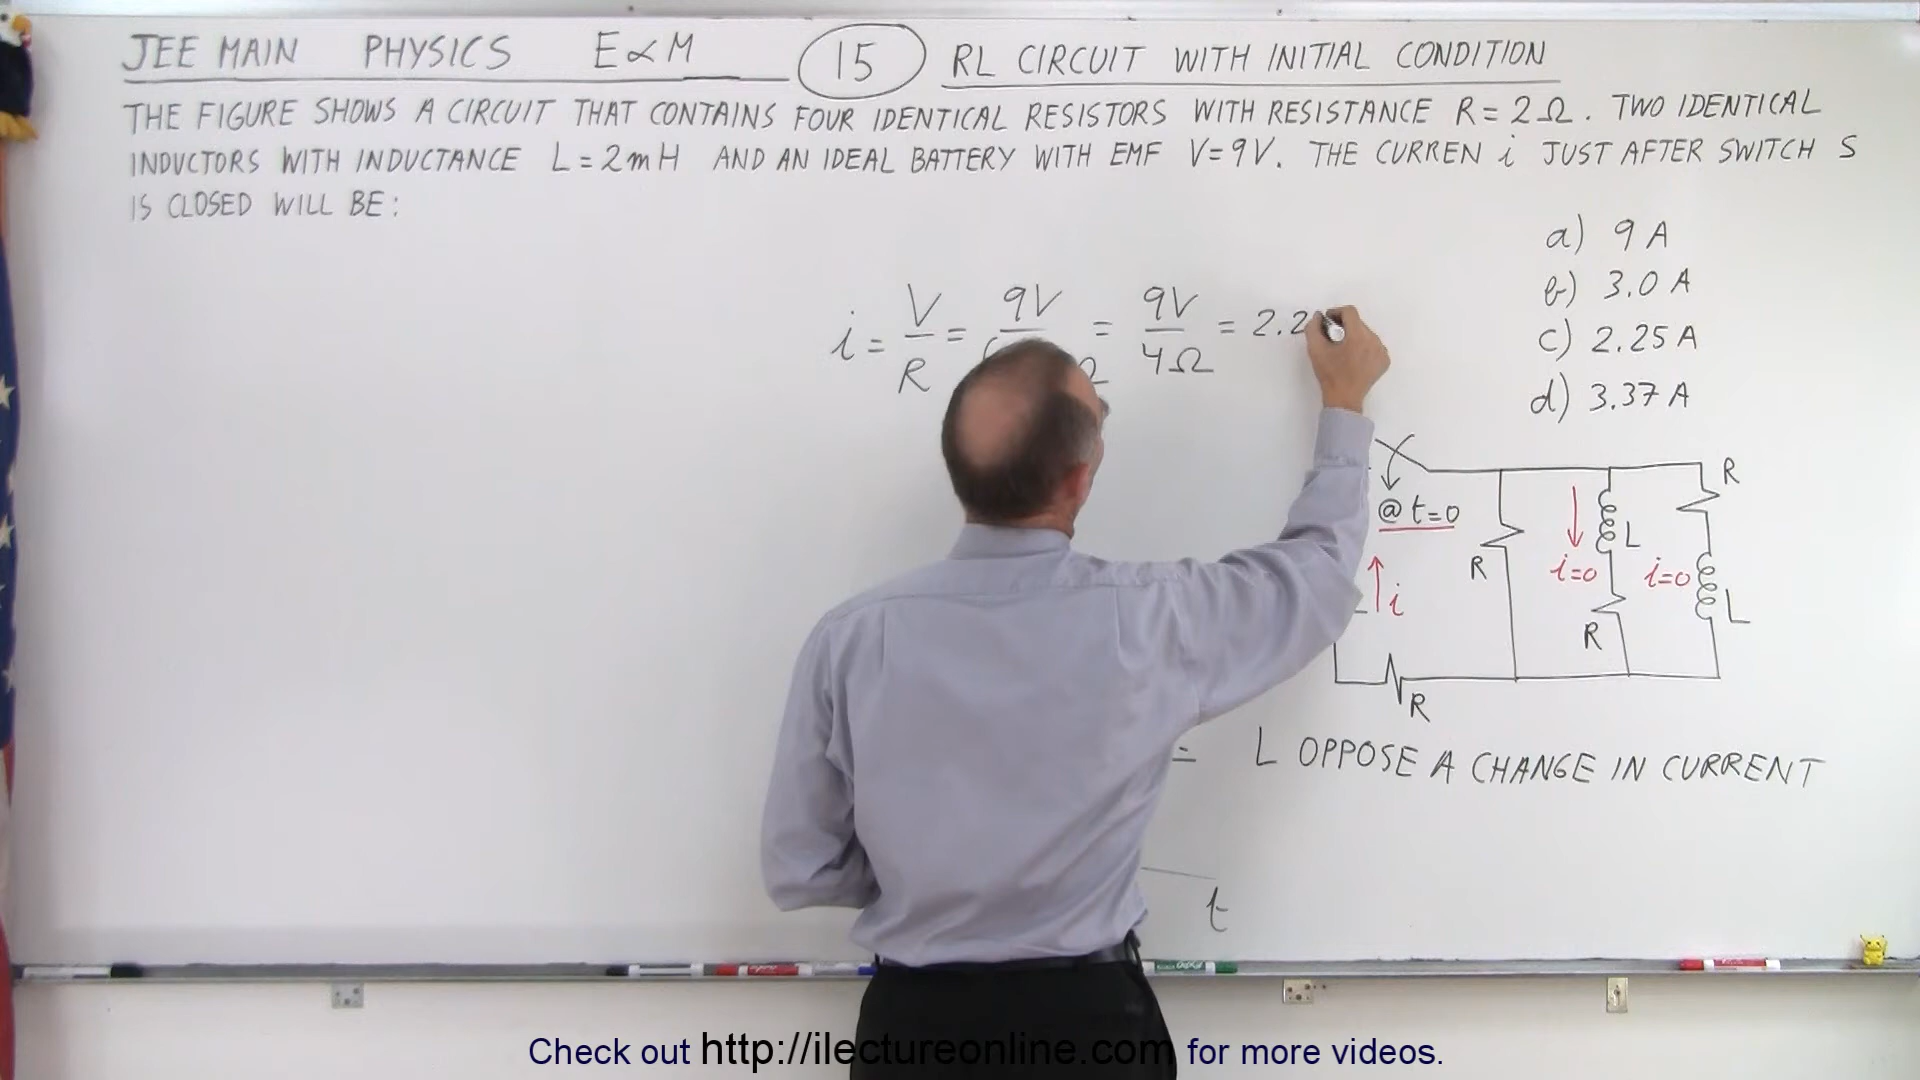 JEE MAIN PHYSICS E&M 15 RL CIRCUIT WITH INITIAL CONDITION
THE FIGURE SHOWS A CIRCUIT THAT CONTAINS FOUR IDENTICAL RESISTORS WITH RESISTANCE R = 2Ω. TWO IDENTICAL
INDUCTORS WITH INDUCTANCE L = 2mH AND AN IDEAL BATTERY WITH EMF V = 9V. THE CURREN i JUST AFTER SWITCH S
IS CLOSED WILL BE:
a) 9 A
b) 3.0 A
c) 2.25 A
d) 3.37 A
i = V/R = 9V = 9V/4Ω = 2.2
@ t=0
R
R
L
i=0
i=0
L
i
R
R
= L OPPOSE A CHANGE IN CURRENT
t
Check out http://ilectureonline.com for more videos.